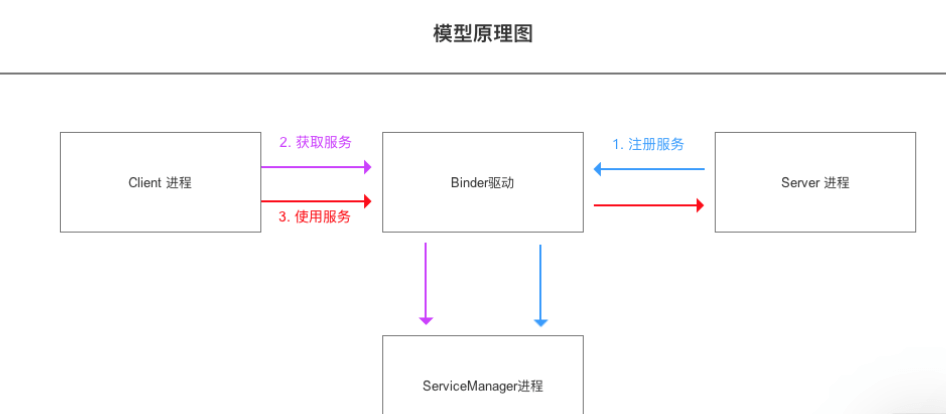 模型原理图
2. 获取服务
1. 注册服务
Client 进程
Binder驱动
Server 进程
3. 使用服务
ServiceManager进程